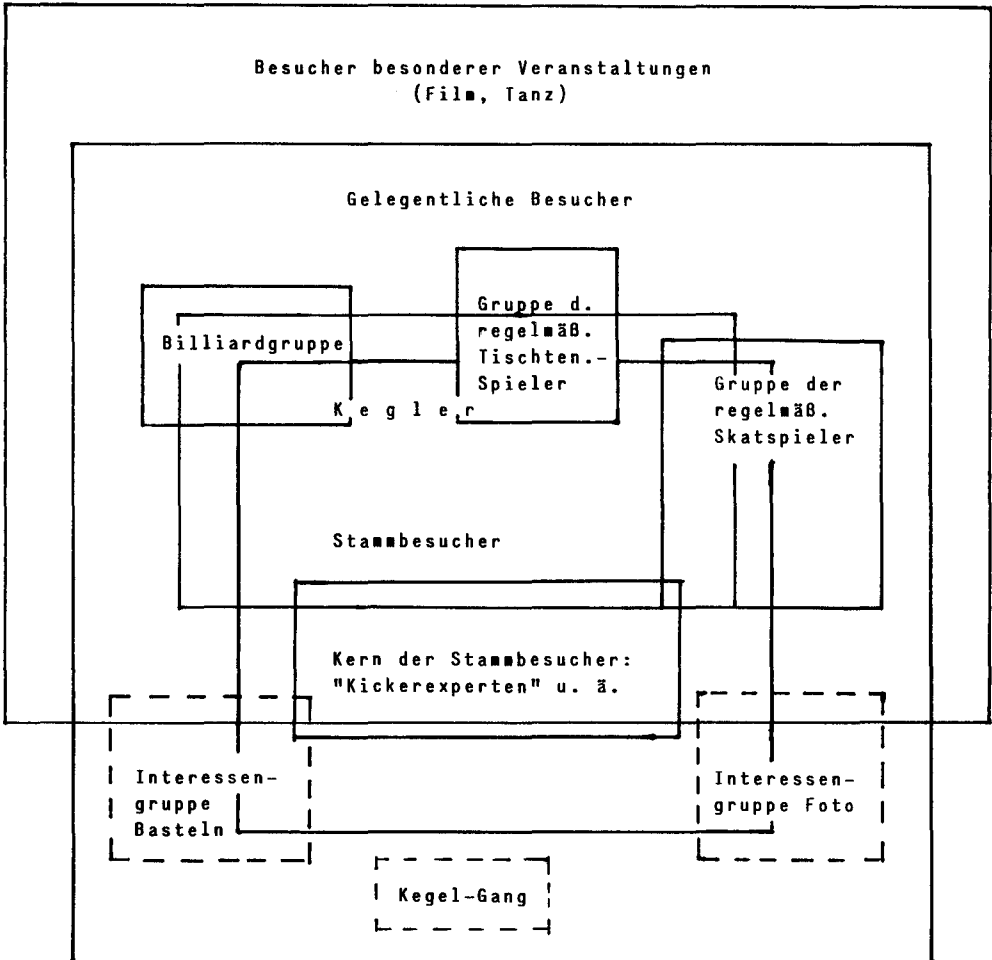 Besucher besonderer Veranstaltungen
(Film, Tanz)
Gelegentliche Besucher
Gruppe d.
regelmäß.
Tischten.-
Spieler
Billiardgruppe
Kegler
Gruppe der
regelmäß.
Skatspieler
Stammbesucher
Kern der Stammbesucher:
"Kickerexperten" u. ä.
Interessen-
gruppe
Basteln
Interessen-
gruppe Foto
Kegel-Gang